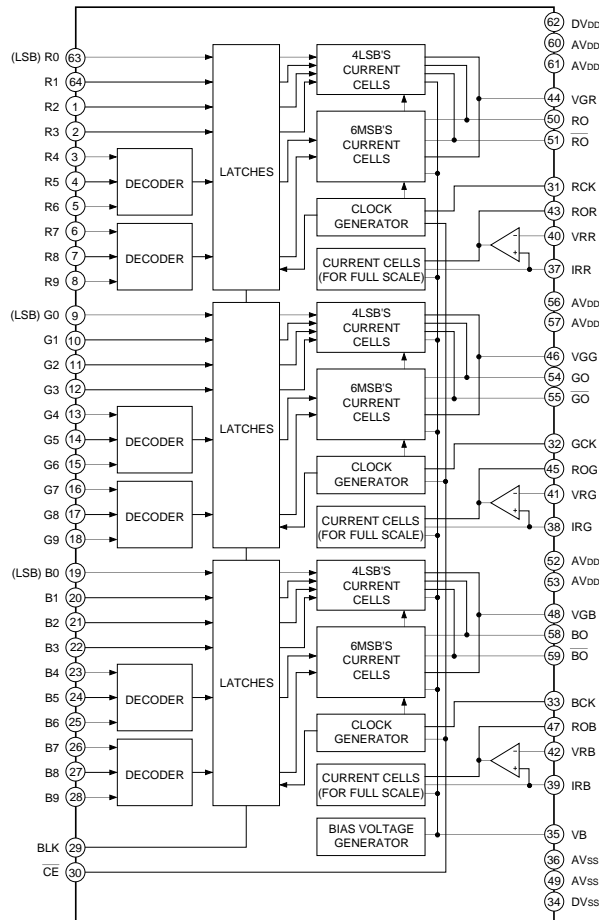 (LSB) R0 63
R1 64
R2 1
R3 2
R4 3
R5 4
R6 5
R7 6
R8 7
R9 8
DECODER
DECODER
LATCHES
4LSB'S
CURRENT
CELLS
6MSB'S
CURRENT
CELLS
CLOCK
GENERATOR
CURRENT CELLS
(FOR FULL SCALE)
62 DVDD
60 AVDD
61 AVDD
44 VGR
50 RO
51 RO
31 RCK
43 ROR
40 VRR
37 IRR
- +
(LSB) G0 9
G1 10
G2 11
G3 12
G4 13
G5 14
G6 15
G7 16
G8 17
G9 18
DECODER
DECODER
LATCHES
4LSB'S
CURRENT
CELLS
6MSB'S
CURRENT
CELLS
CLOCK
GENERATOR
CURRENT CELLS
(FOR FULL SCALE)
56 AVDD
57 AVDD
46 VGG
54 GO
55 GO
32 GCK
45 ROG
41 VRG
38 IRG
- +
(LSB) B0 19
B1 20
B2 21
B3 22
B4 23
B5 24
B6 25
B7 26
B8 27
B9 28
DECODER
DECODER
LATCHES
4LSB'S
CURRENT
CELLS
6MSB'S
CURRENT
CELLS
CLOCK
GENERATOR
CURRENT CELLS
(FOR FULL SCALE)
52 AVDD
53 AVDD
48 VGB
58 BO
59 BO
33 BCK
47 ROB
42 VRB
39 IRB
- +
BLK 29
CE 30
BIAS VOLTAGE
GENERATOR
35 VB
36 AVSS
49 AVSS
34 DVSS